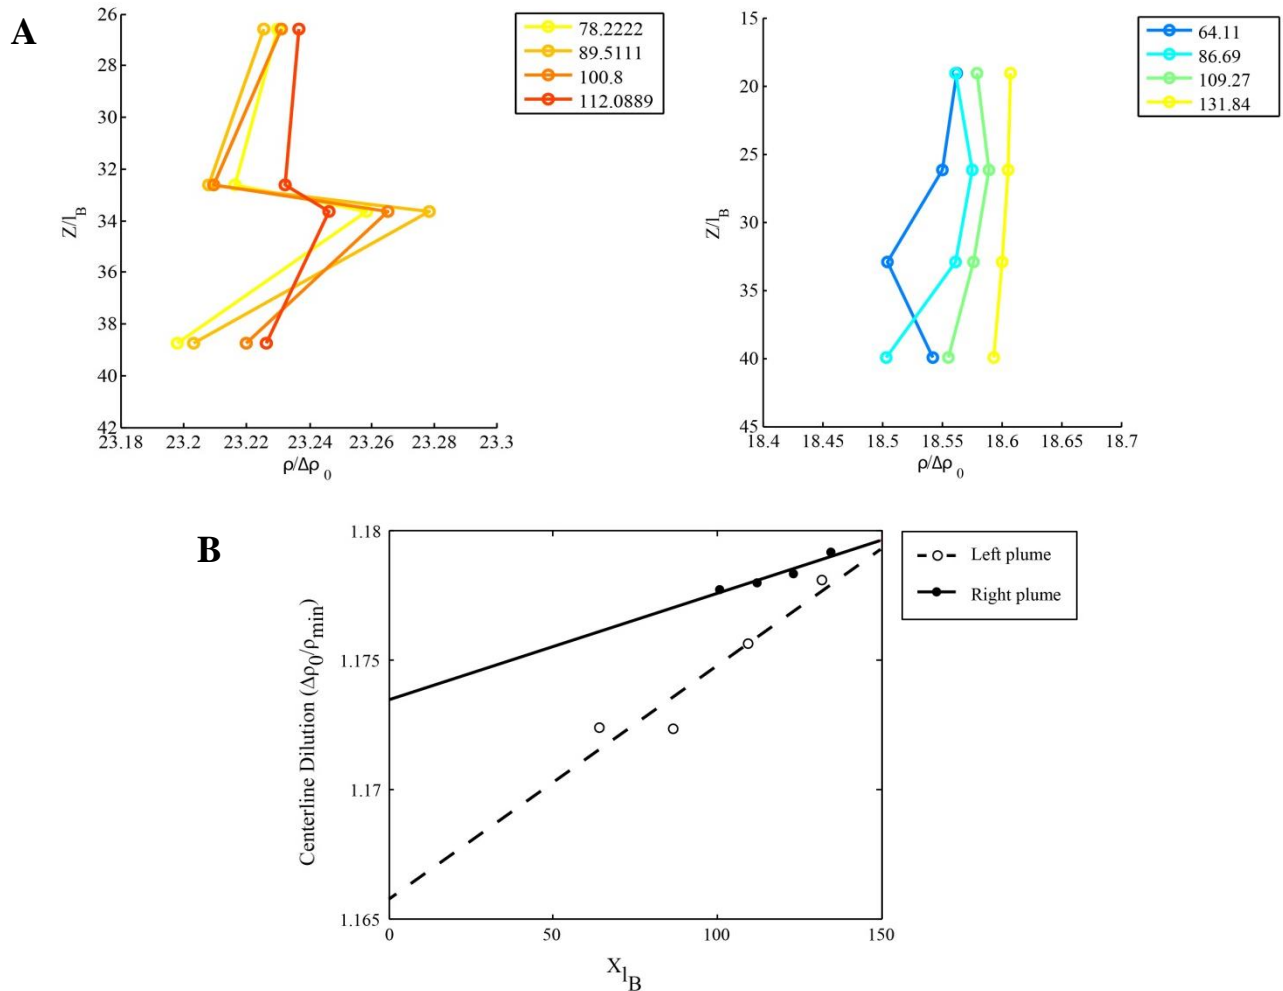 A
26
28
30
32
34
36
38
40
42
Z/l_B
23.18 23.2 23.22 23.24 23.26 23.28 23.3
ρ/Δρ_0
78.2222
89.5111
100.8
112.0889
15
20
25
30
35
40
45
Z/l_B
18.4 18.45 18.5 18.55 18.6 18.65 18.7
ρ/Δρ_0
64.11
86.69
109.27
131.84
B
1.18
1.175
1.17
1.165
Centerline Dilution (Δρ_0/ρ_min)
0 50 100 150
X_l_B
Left plume
Right plume